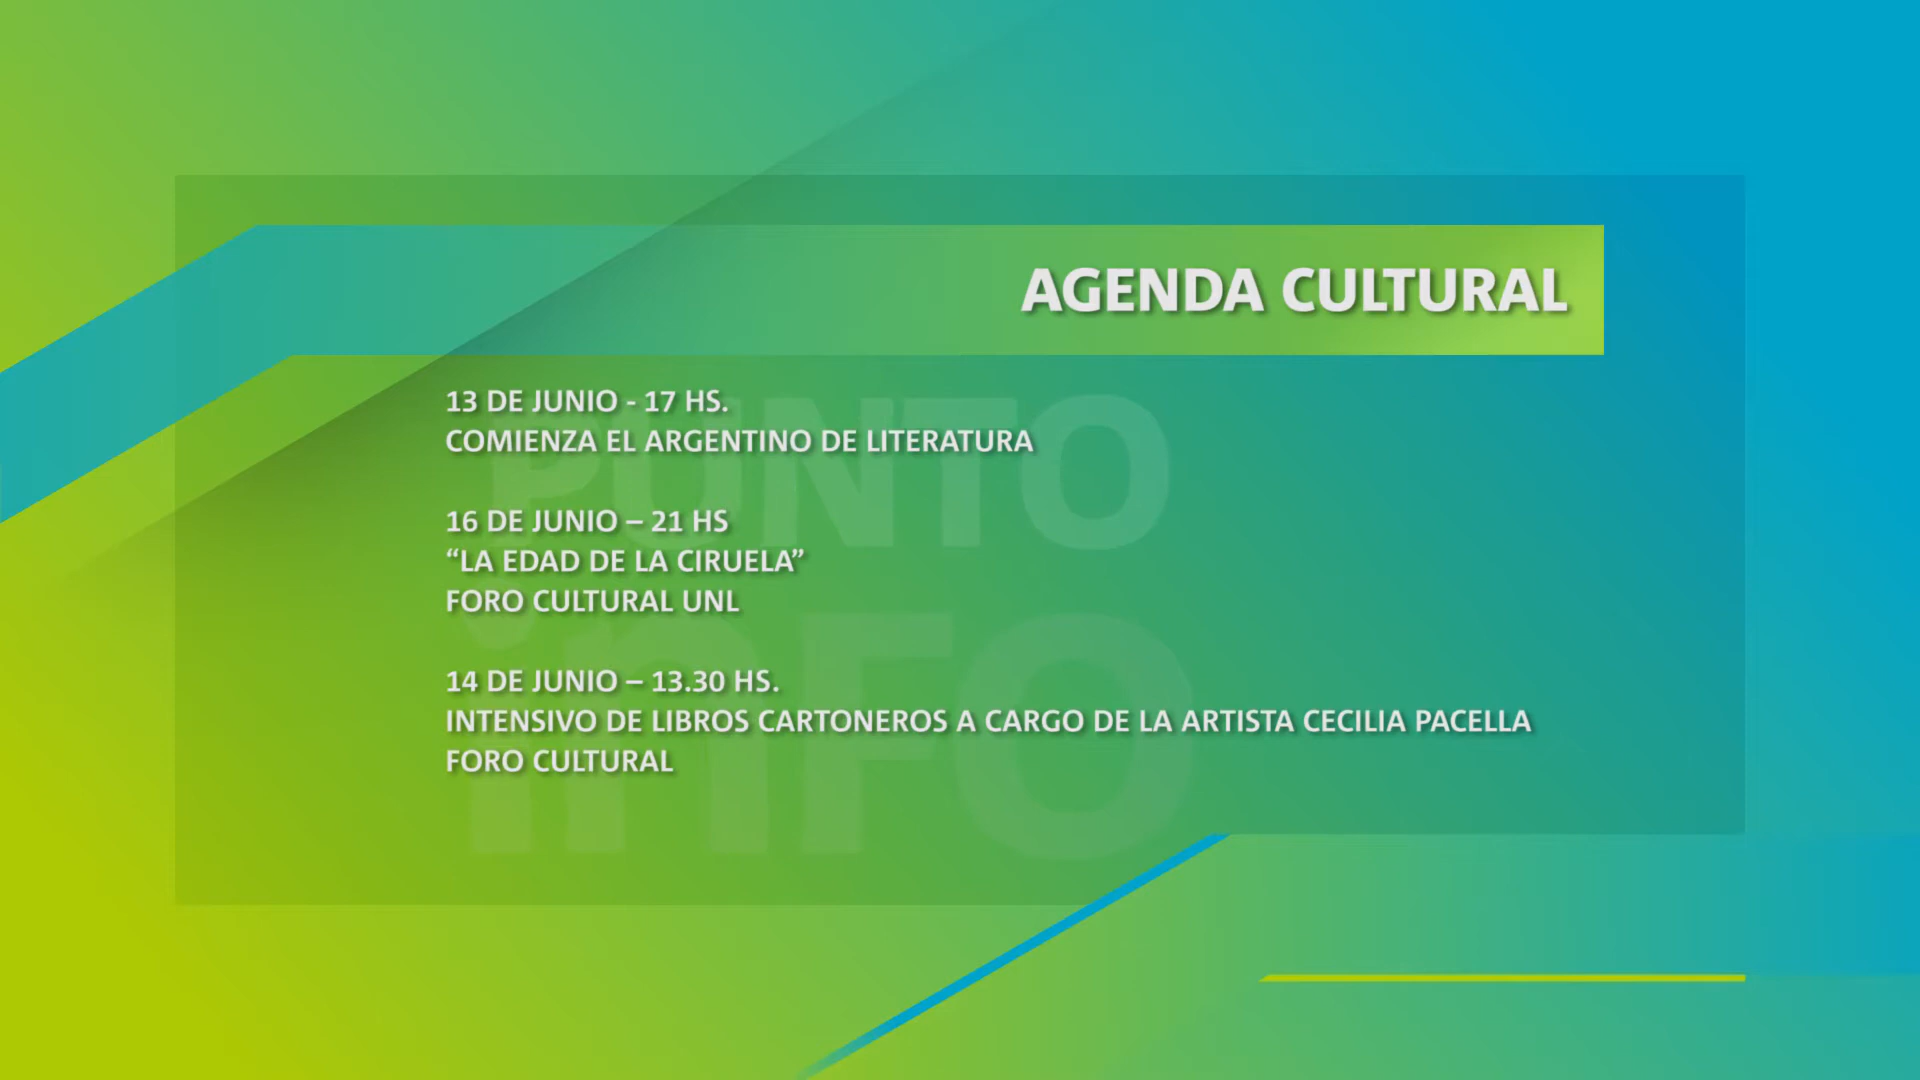 AGENDA CULTURAL
13 DE JUNIO - 17 HS.
COMIENZA EL ARGENTINO DE LITERATURA
16 DE JUNIO – 21 HS
“LA EDAD DE LA CIRUELA”
FORO CULTURAL UNL
14 DE JUNIO – 13.30 HS.
INTENSIVO DE LIBROS CARTONEROS A CARGO DE LA ARTISTA CECILIA PACELLA
FORO CULTURAL
PUNTO
inFO